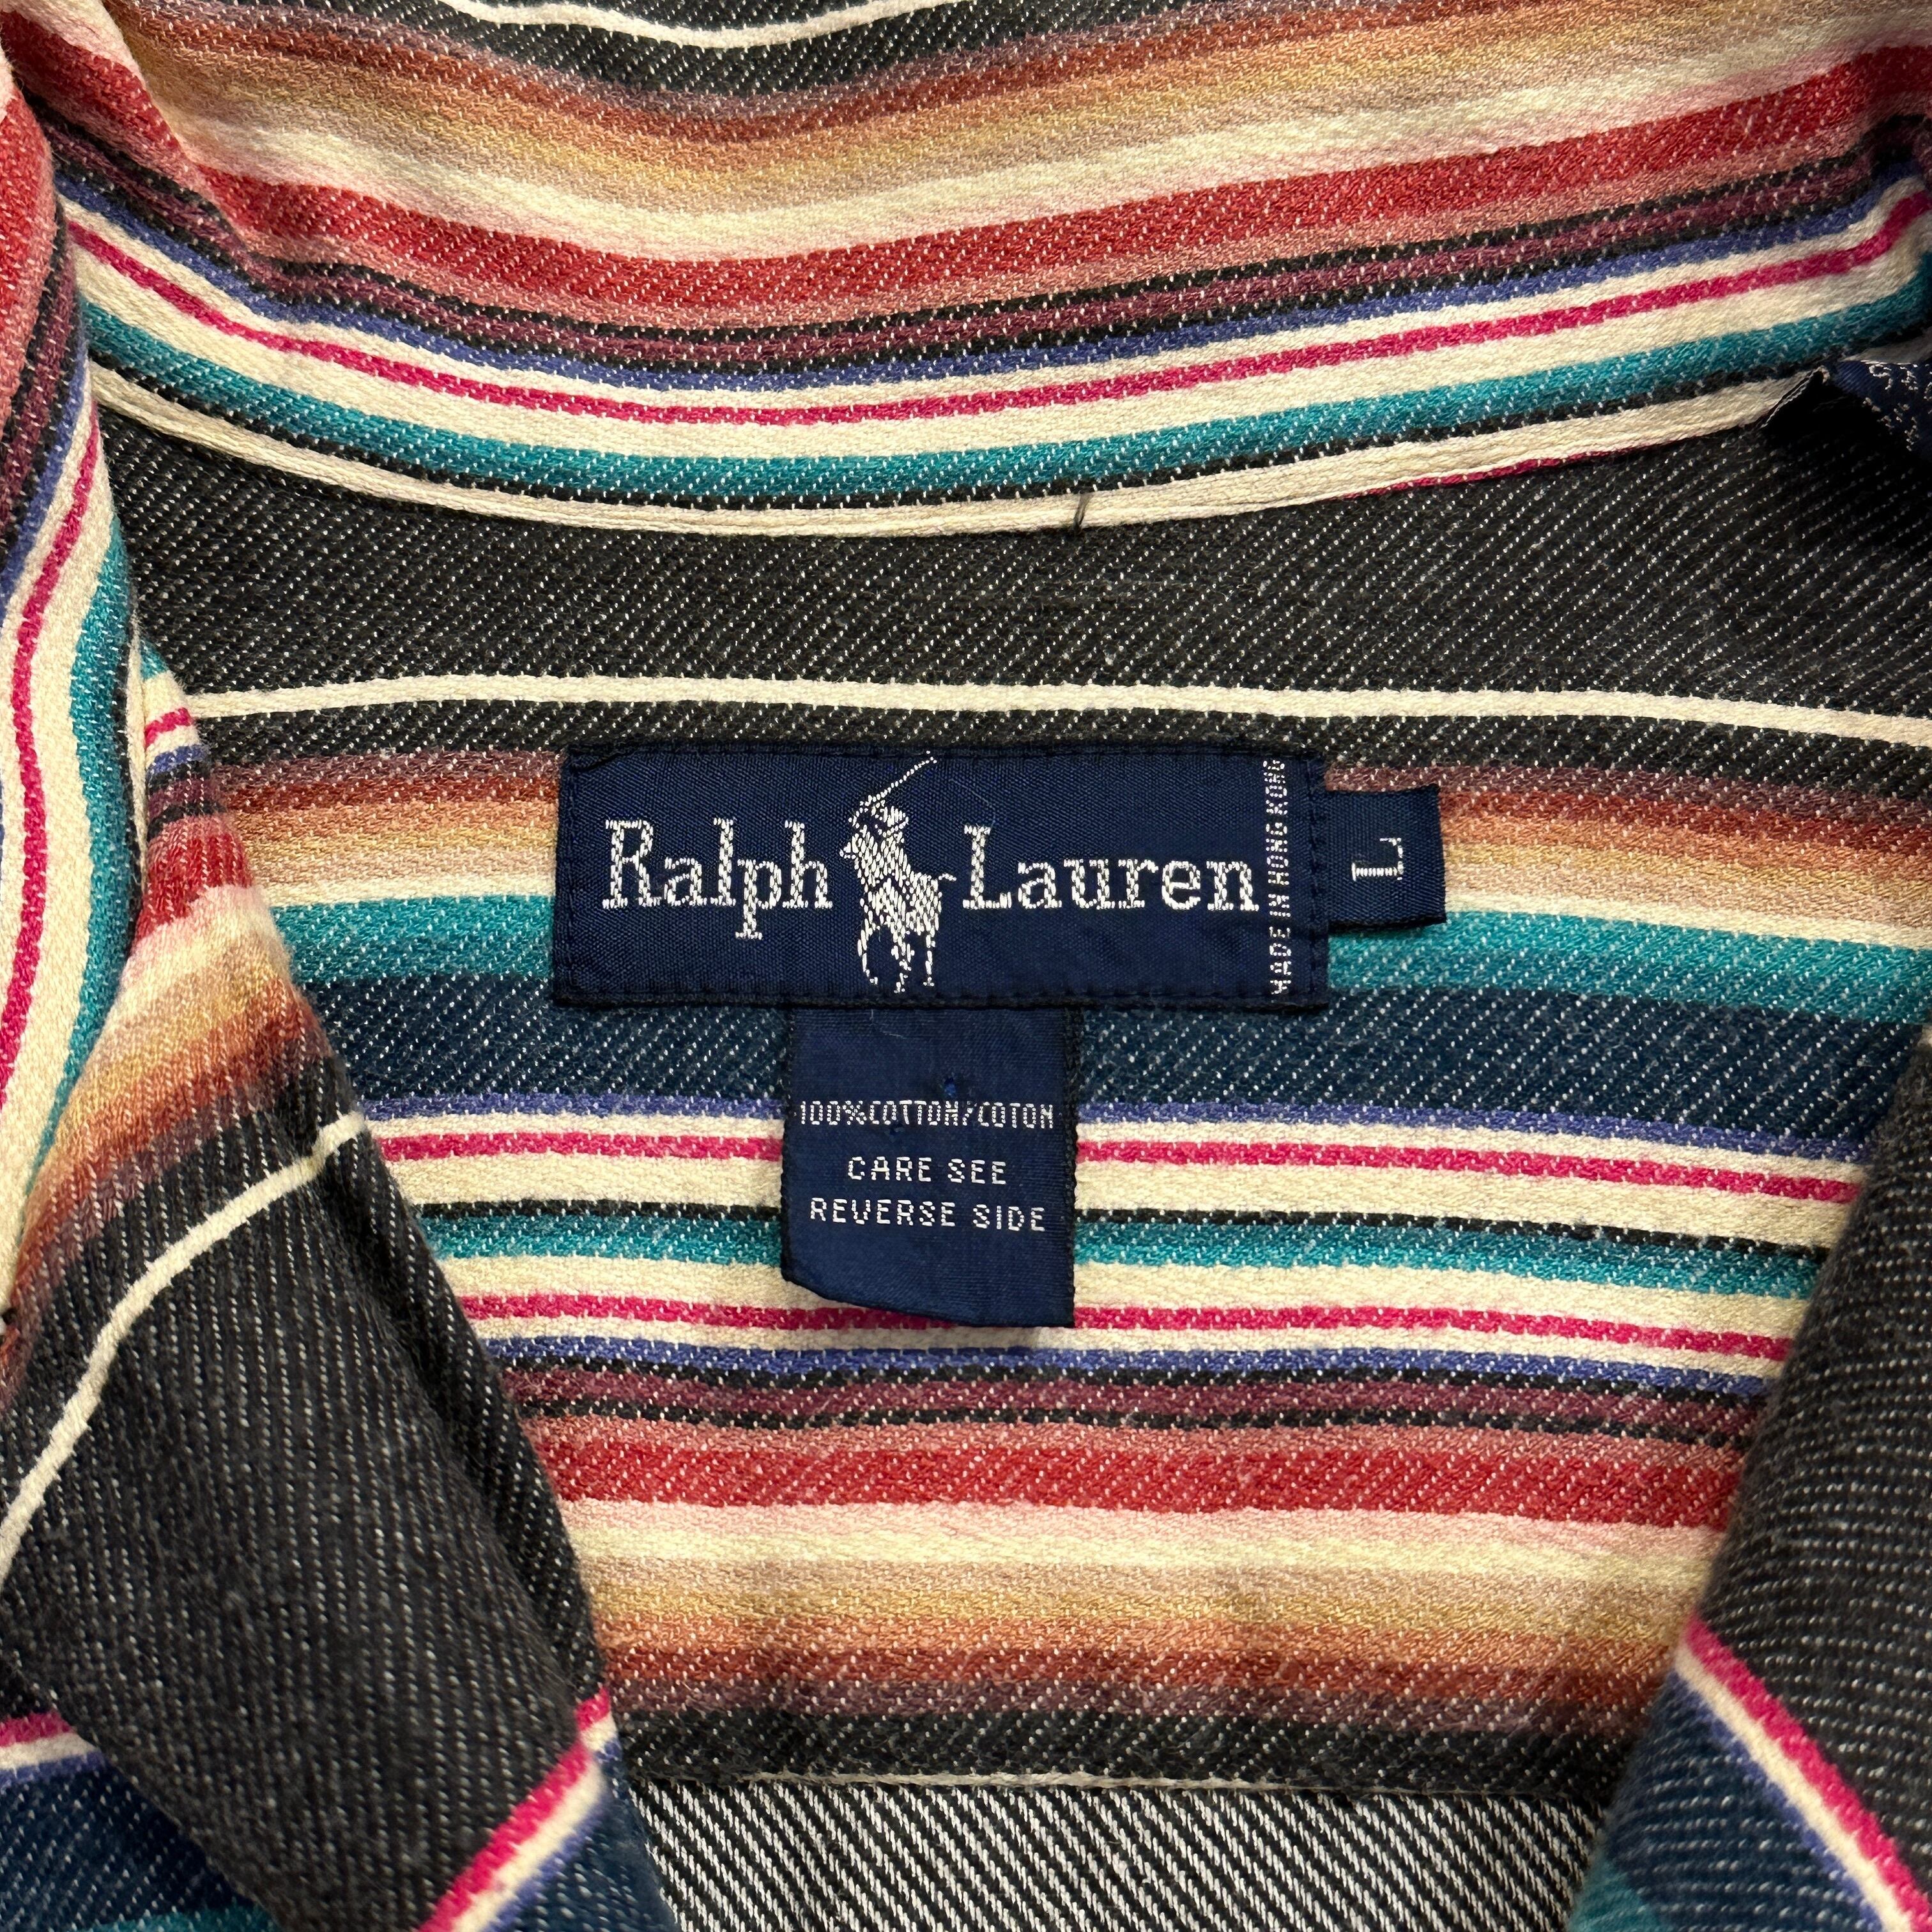 Ralph Lauren
MADE IN HONG KONG
L
100%COTTON/COTON
CARE SEE
REVERSE SIDE